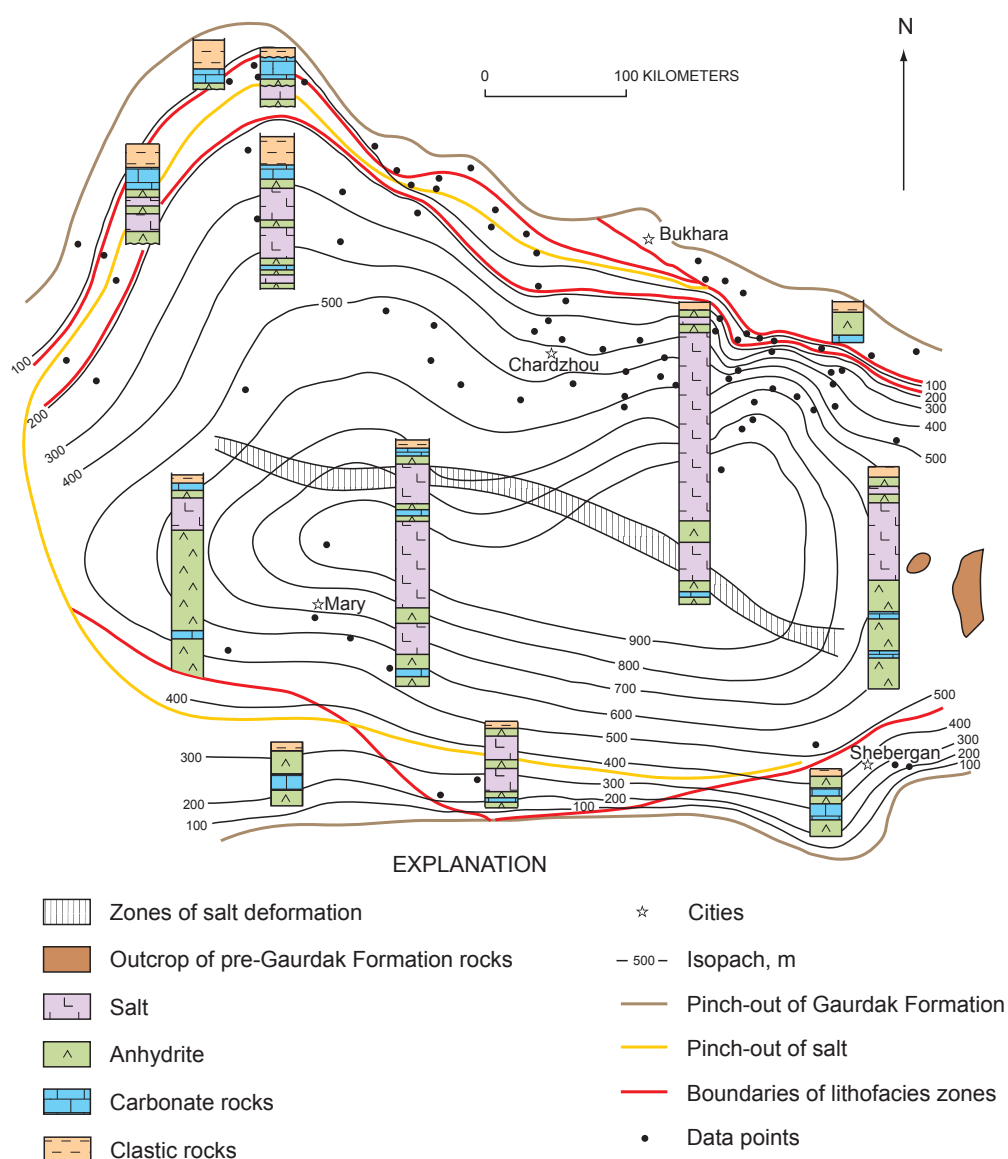 N
0 100 KILOMETERS
Bukhara
500
Chardzhou
100
200
300
400
100
200
300
400
500
Mary
900
800
700
600
500
400
300
200
100
400
300
200
100
500
400
300
200
100
Shebergan
EXPLANATION
Zones of salt deformation
Outcrop of pre-Gaurdak Formation rocks
Salt
Anhydrite
Carbonate rocks
Clastic rocks
Cities
500 Isopach, m
Pinch-out of Gaurdak Formation
Pinch-out of salt
Boundaries of lithofacies zones
Data points